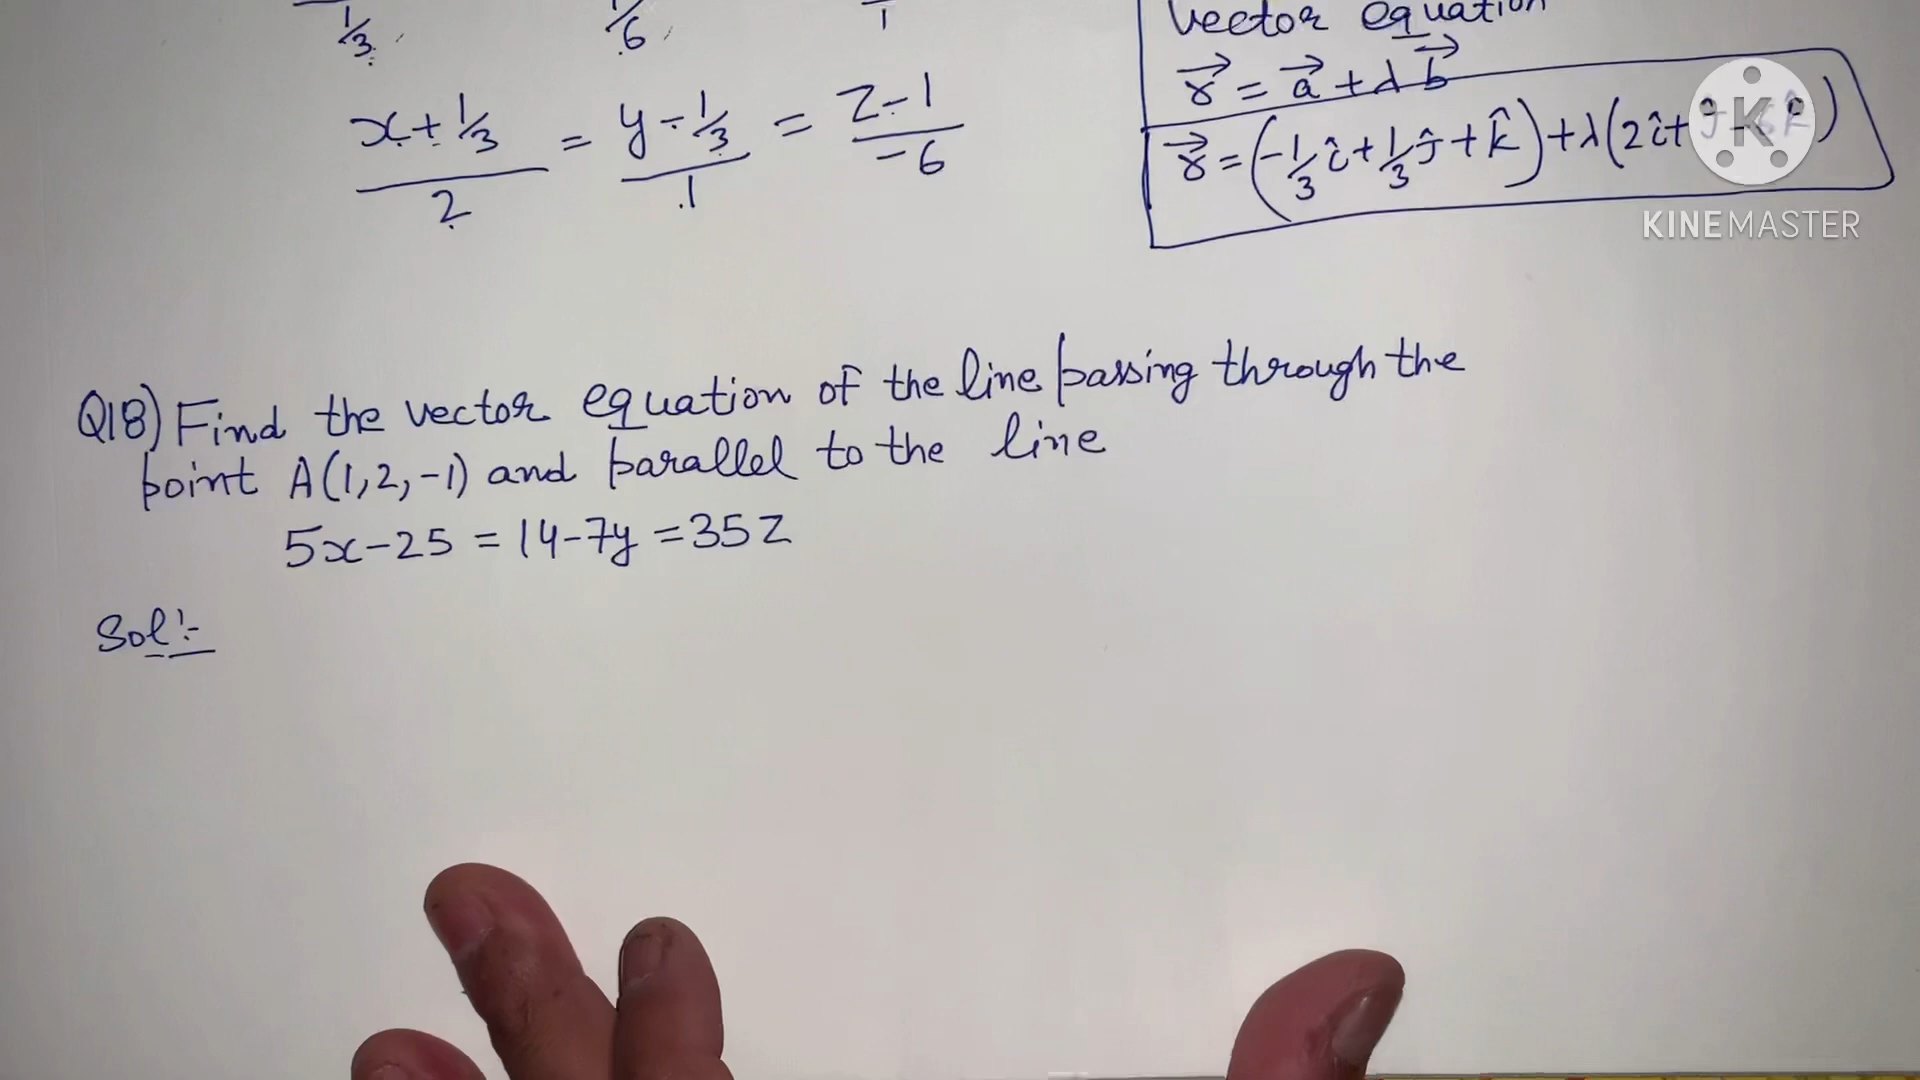 1/3 1/6 1
vector equation
r⃗ = a⃗ + λ b⃗
x + 1/3 / 2 = y - 1/3 / 1 = z - 1 / -6
r⃗ = (-1/3 î + 1/3 ĵ + k̂) + λ(2î + )
K
KINEMASTER
Q18) Find the vector equation of the line passing through the
point A(1, 2, -1) and parallel to the line
5x - 25 = 14 - 7y = 35z
Sol:-